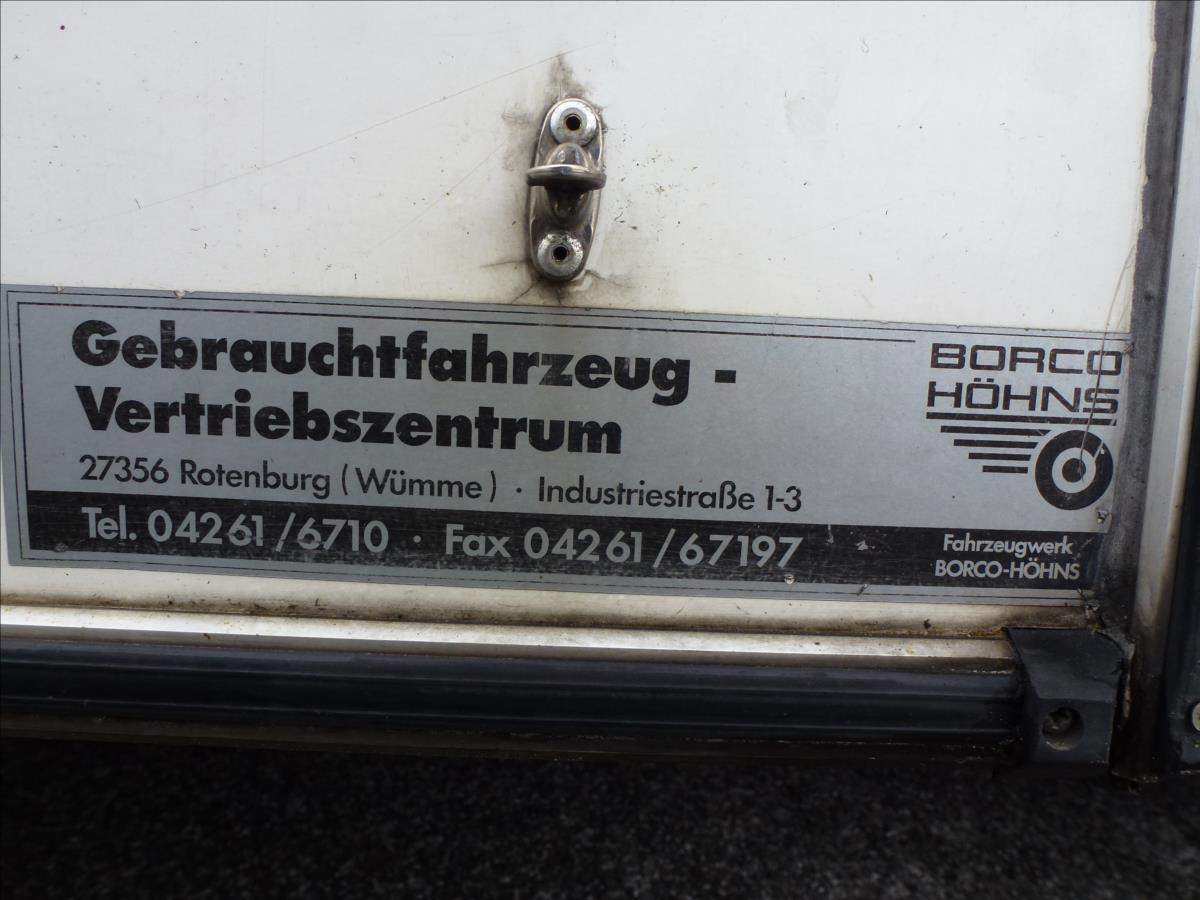 Gebrauchtfahrzeug -
Vertriebszentrum
27356 Rotenburg (Wümme) · Industriestraße 1-3
Tel. 04261/6710 · Fax 04261/67197
BORCO
HÖHNS
Fahrzeugwerk
BORCO-HÖHNS